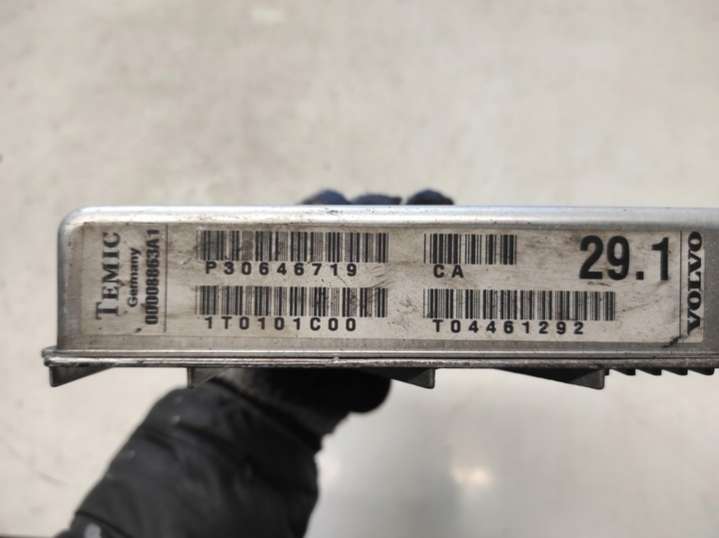 TEMIC
Germany
00008863A1
P30646719
CA
29.1
1T0101C00
T04461292
VOLVO